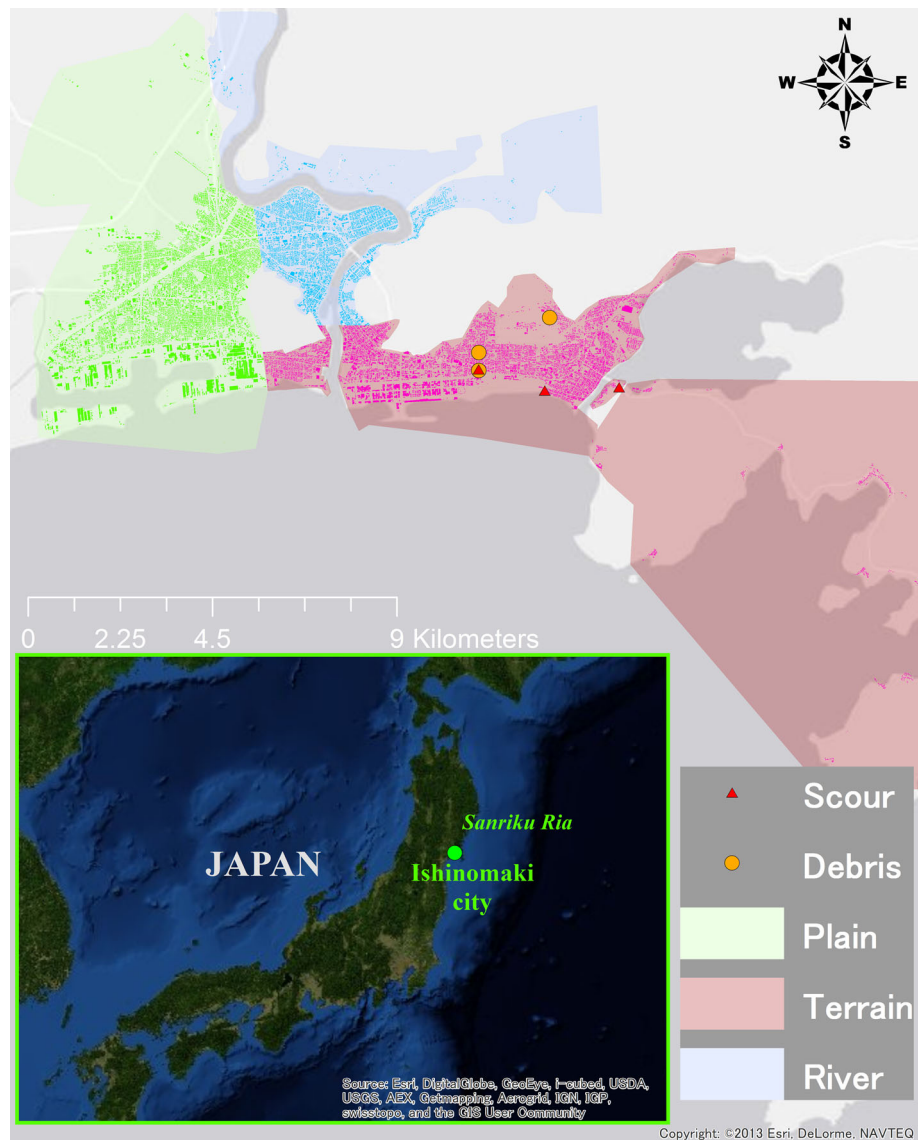 N
W E
S
0 2.25 4.5 9 Kilometers
Sanriku Ria
JAPAN
Ishinomaki
city
Source: Esri, DigitalGlobe, GeoEye, i-cubed, USDA,
USGS, AEX, Getmapping, Aerogrid, IGN, IGP,
swisstopo, and the GIS User Community
Scour
Debris
Plain
Terrain
River
Copyright: ©2013 Esri, DeLorme, NAVTEQ